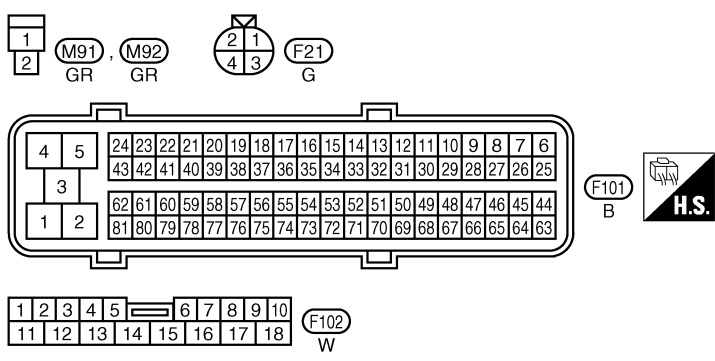 1
2
M91 , M92
GR GR
2 1
4 3
F21
G
4 5
3
1 2
24 23 22 21 20 19 18 17 16 15 14 13 12 11 10 9 8 7 6
43 42 41 40 39 38 37 36 35 34 33 32 31 30 29 28 27 26 25
62 61 60 59 58 57 56 55 54 53 52 51 50 49 48 47 46 45 44
81 80 79 78 77 76 75 74 73 72 71 70 69 68 67 66 65 64 63
F101
B
H.S.
1 2 3 4 5 6 7 8 9 10
11 12 13 14 15 16 17 18
F102
W